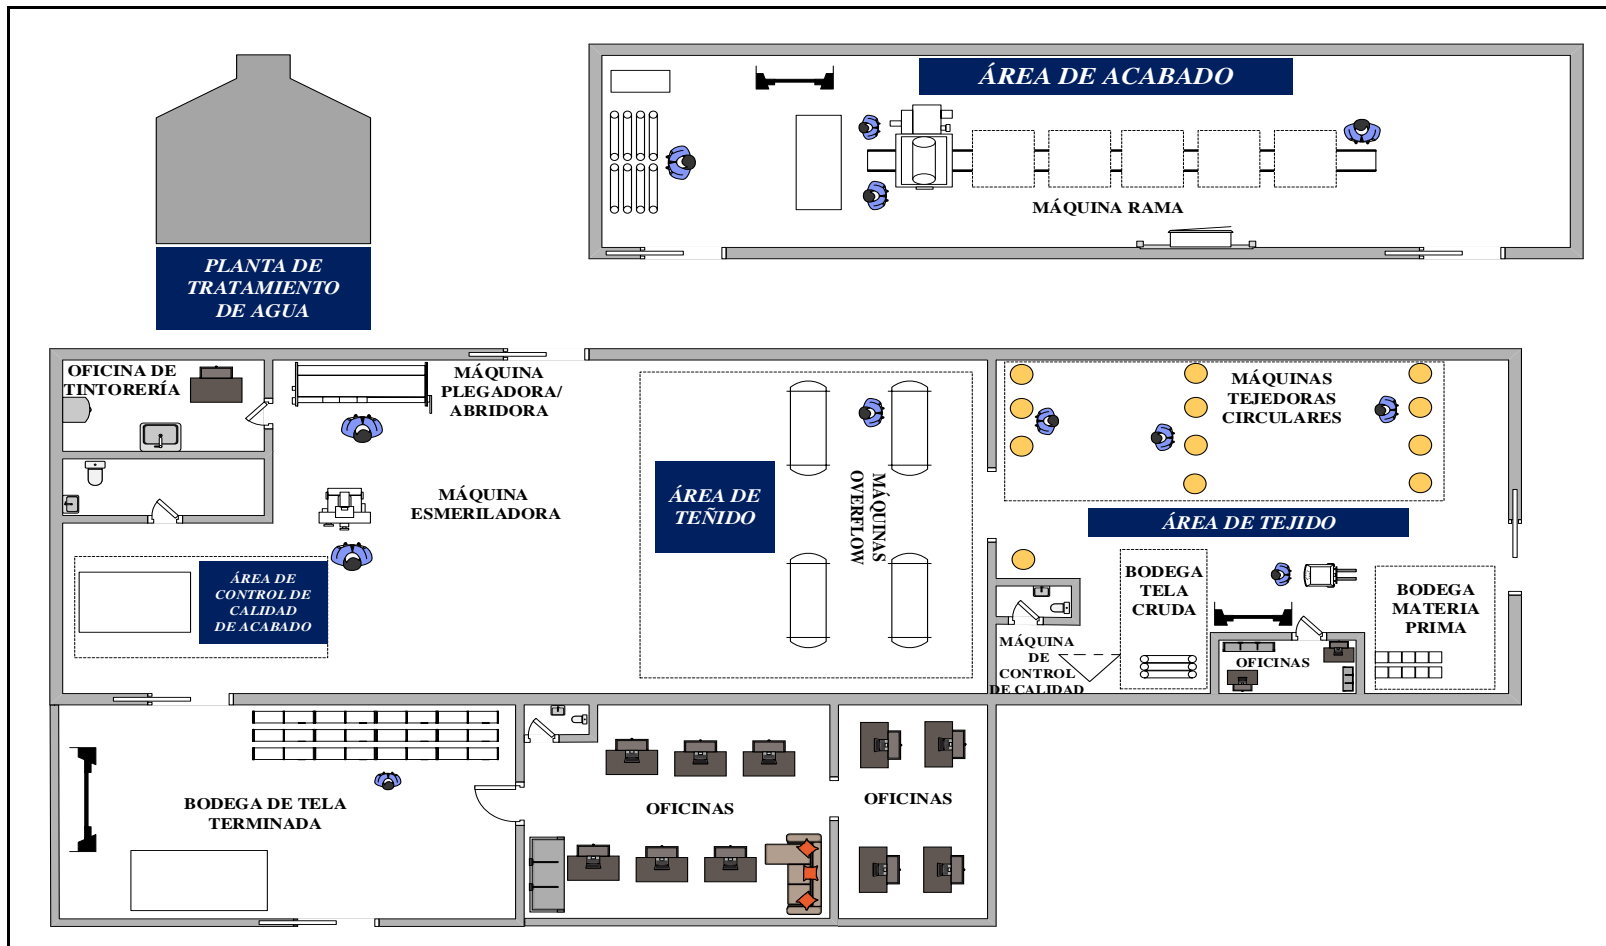 ÁREA DE ACABADO
MÁQUINA RAMA
PLANTA DE
TRATAMIENTO
DE AGUA
OFICINA DE
TINTORERÍA
MÁQUINA
PLEGADORA/
ABRIDORA
MÁQUINA
ESMERILADORA
ÁREA DE
TEÑIDO
MÁQUINAS
OVERFLOW
MÁQUINAS
TEJEDORAS
CIRCULARES
ÁREA DE TEJIDO
ÁREA DE
CONTROL DE
CALIDAD
DE ACABADO
BODEGA
TELA
CRUDA
BODEGA
MATERIA
PRIMA
MÁQUINA
DE
CONTROL
DE CALIDAD
OFICINAS
BODEGA DE TELA
TERMINADA
OFICINAS
OFICINAS